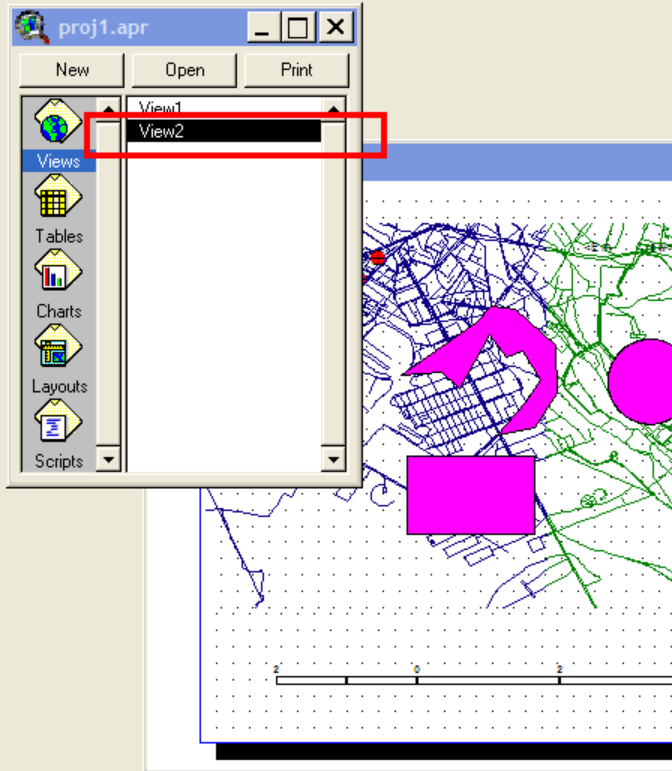 proj1.apr
New Open Print
View1
View2
Views
Tables
Charts
Layouts
Scripts
2 0 2